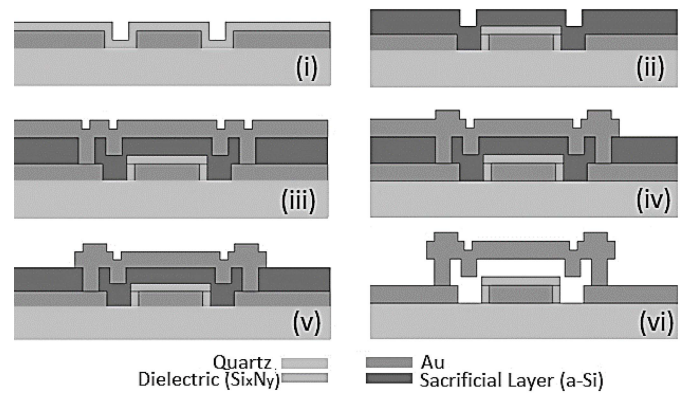 (i)
(ii)
(iii)
(iv)
(v)
(vi)
Quartz
Au
Dielectric (SixNy)
Sacrificial Layer (a-Si)